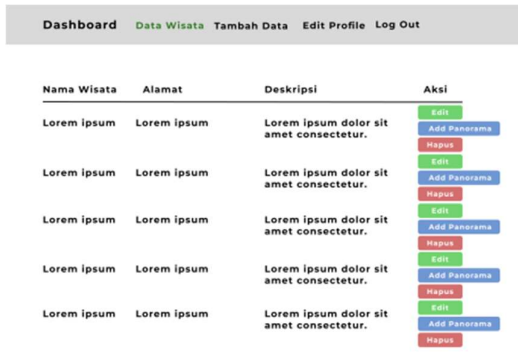 Dashboard Data Wisata Tambah Data Edit Profile Log Out
Nama Wisata Alamat Deskripsi Aksi
Edit
Lorem ipsum Lorem ipsum Lorem ipsum dolor sit
Add Panorama
amet consectetur.
Hapus
Edit
Lorem ipsum Lorem ipsum Lorem ipsum dolor sit
Add Panorama
amet consectetur.
Hapus
Edit
Lorem ipsum Lorem ipsum Lorem ipsum dolor sit
Add Panorama
amet consectetur.
Hapus
Edit
Lorem ipsum Lorem ipsum Lorem ipsum dolor sit
Add Panorama
amet consectetur.
Hapus
Edit
Lorem ipsum Lorem ipsum Lorem ipsum dolor sit
Add Panorama
amet consectetur.
Hapus